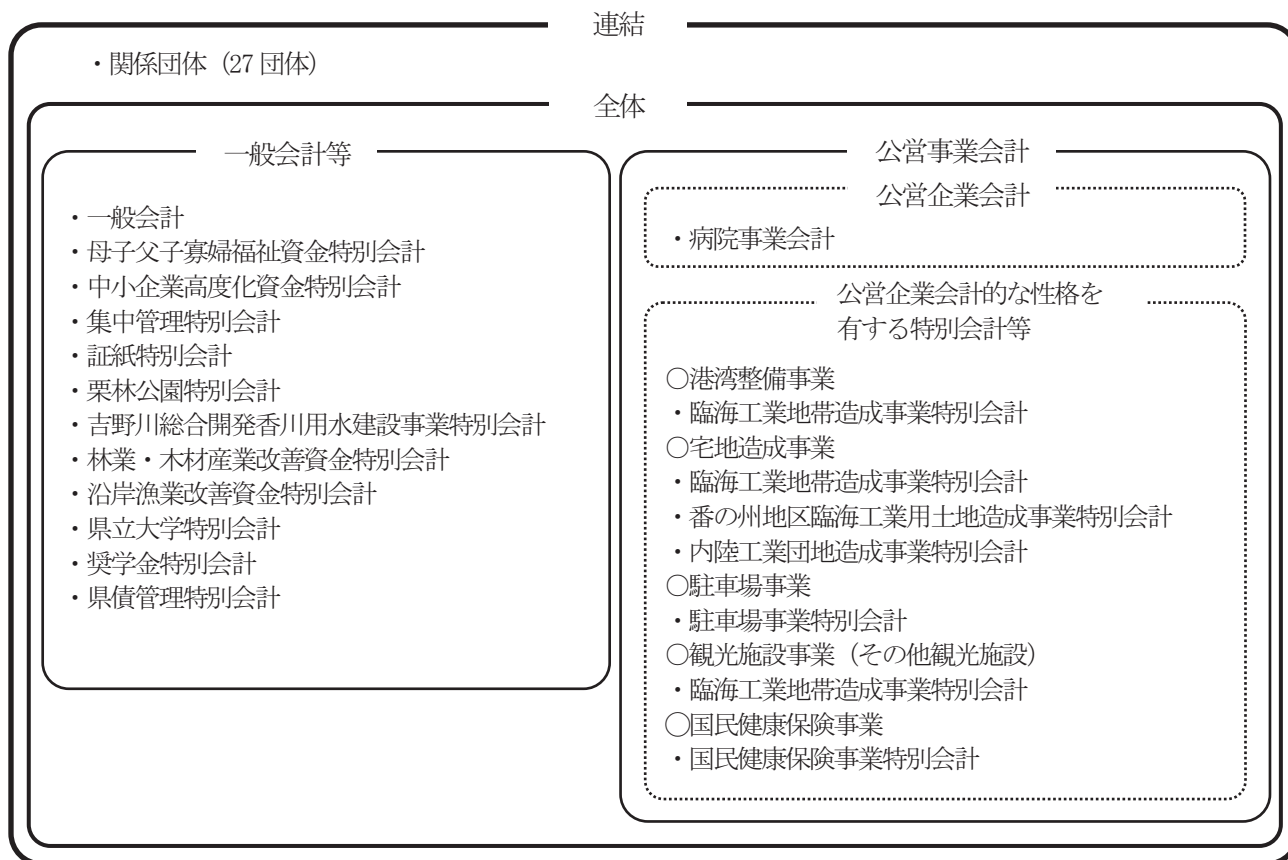 連結
・関係団体（27 団体）
全体
一般会計等
・一般会計
・母子父子寡婦福祉資金特別会計
・中小企業高度化資金特別会計
・集中管理特別会計
・証紙特別会計
・栗林公園特別会計
・吉野川総合開発香川用水建設事業特別会計
・林業・木材産業改善資金特別会計
・沿岸漁業改善資金特別会計
・県立大学特別会計
・奨学金特別会計
・県債管理特別会計
公営事業会計
公営企業会計
・病院事業会計
公営企業会計的な性格を
有する特別会計等
○港湾整備事業
・臨海工業地帯造成事業特別会計
○宅地造成事業
・臨海工業地帯造成事業特別会計
・番の州地区臨海工業用土地造成事業特別会計
・内陸工業団地造成事業特別会計
○駐車場事業
・駐車場事業特別会計
○観光施設事業（その他観光施設）
・臨海工業地帯造成事業特別会計
○国民健康保険事業
・国民健康保険事業特別会計